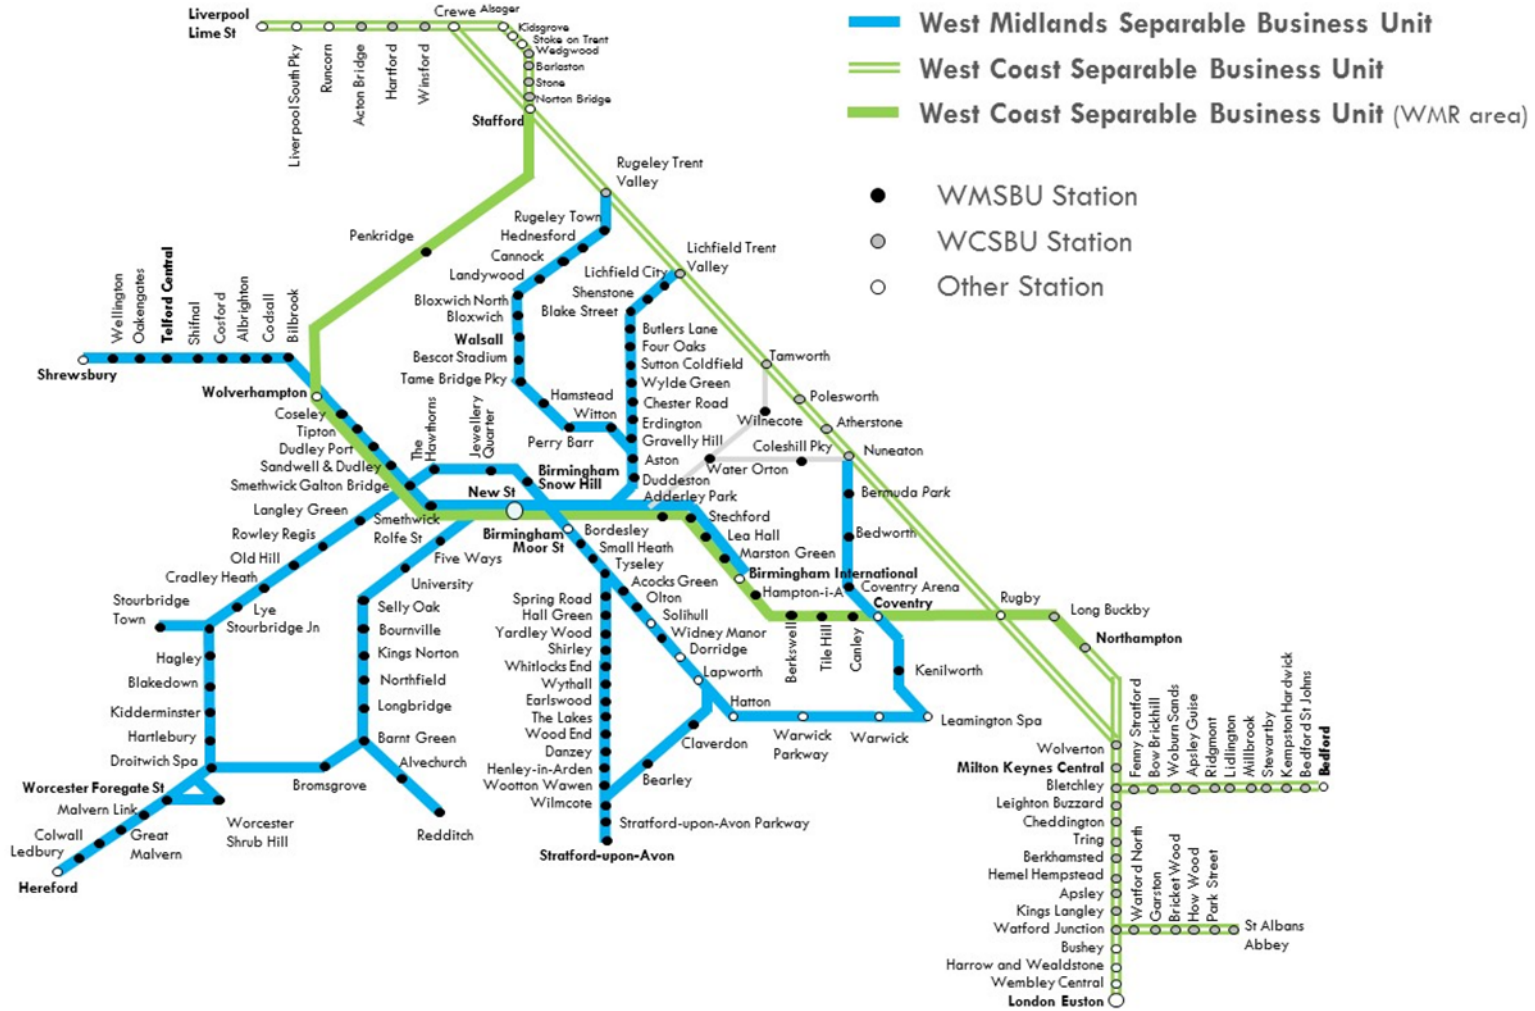 West Midlands Separable Business Unit
West Coast Separable Business Unit
West Coast Separable Business Unit (WMR area)
WMSBU Station
WCSBU Station
Other Station
Liverpool
Lime St
Liverpool South Pky
Runcorn
Acton Bridge
Hartford
Winsford
Crewe
Alsager
Kidsgrove
Stoke on Trent
Wedgwood
Barlaston
Stone
Norton Bridge
Stafford
Rugeley Trent
Valley
Rugeley Town
Hednesford
Cannock
Landywood
Bloxwich North
Bloxwich
Walsall
Bescot Stadium
Tame Bridge Pky
Hamstead
Witton
Perry Barr
Penkridge
Lichfield Trent
Valley
Lichfield City
Shenstone
Blake Street
Butlers Lane
Four Oaks
Sutton Coldfield
Wylde Green
Chester Road
Erdington
Gravelly Hill
Aston
Duddeston
Adderley Park
Wellington
Oakengates
Telford Central
Shifnal
Cosford
Albrighton
Codsall
Bilbrook
Shrewsbury
Wolverhampton
Coseley
Tipton
Dudley Port
Sandwell & Dudley
Smethwick Galton Bridge
Langley Green
Rowley Regis
Old Hill
Cradley Heath
Lye
Stourbridge
Town
Stourbridge Jn
Hagley
Blakedown
Kidderminster
Hartlebury
Droitwich Spa
Worcester Foregate St
Malvern Link
Colwall
Ledbury
Great
Malvern
Hereford
Worcester
Shrub Hill
Bromsgrove
The
Hawthorns
Jewellery
Quarter
Birmingham
Snow Hill
New St
Smethwick
Rolfe St
Birmingham
Moor St
Five Ways
University
Selly Oak
Bournville
Kings Norton
Northfield
Longbridge
Barnt Green
Alvechurch
Redditch
Bordesley
Small Heath
Tyseley
Acocks Green
Olton
Solihull
Widney Manor
Dorridge
Lapworth
Hatton
Warwick
Parkway
Warwick
Leamington Spa
Claverdon
Bearley
Spring Road
Hall Green
Yardley Wood
Shirley
Whitlocks End
Wythall
Earlswood
The Lakes
Wood End
Danzey
Henley-in-Arden
Wootton Wawen
Wilmcote
Stratford-upon-Avon Parkway
Stratford-upon-Avon
Tamworth
Wilnecote
Polesworth
Atherstone
Coleshill Pky
Water Orton
Nuneaton
Bermuda Park
Bedworth
Coventry Arena
Coventry
Kenilworth
Stechford
Lea Hall
Marston Green
Birmingham International
Hampton-i-A
Berkswell
Tile Hill
Canley
Rugby
Long Buckby
Northampton
Wolverton
Milton Keynes Central
Bletchley
Leighton Buzzard
Cheddington
Tring
Berkhamsted
Hemel Hempstead
Apsley
Kings Langley
Watford Junction
Bushey
Harrow and Wealdstone
Wembley Central
London Euston
Fenny Stratford
Bow Brickhill
Woburn Sands
Apsley Guise
Ridgmont
Lidlington
Millbrook
Stewartby
Kempston Hardwick
Bedford St Johns
Bedford
Watford North
Garston
Bricket Wood
How Wood
Park Street
St Albans
Abbey